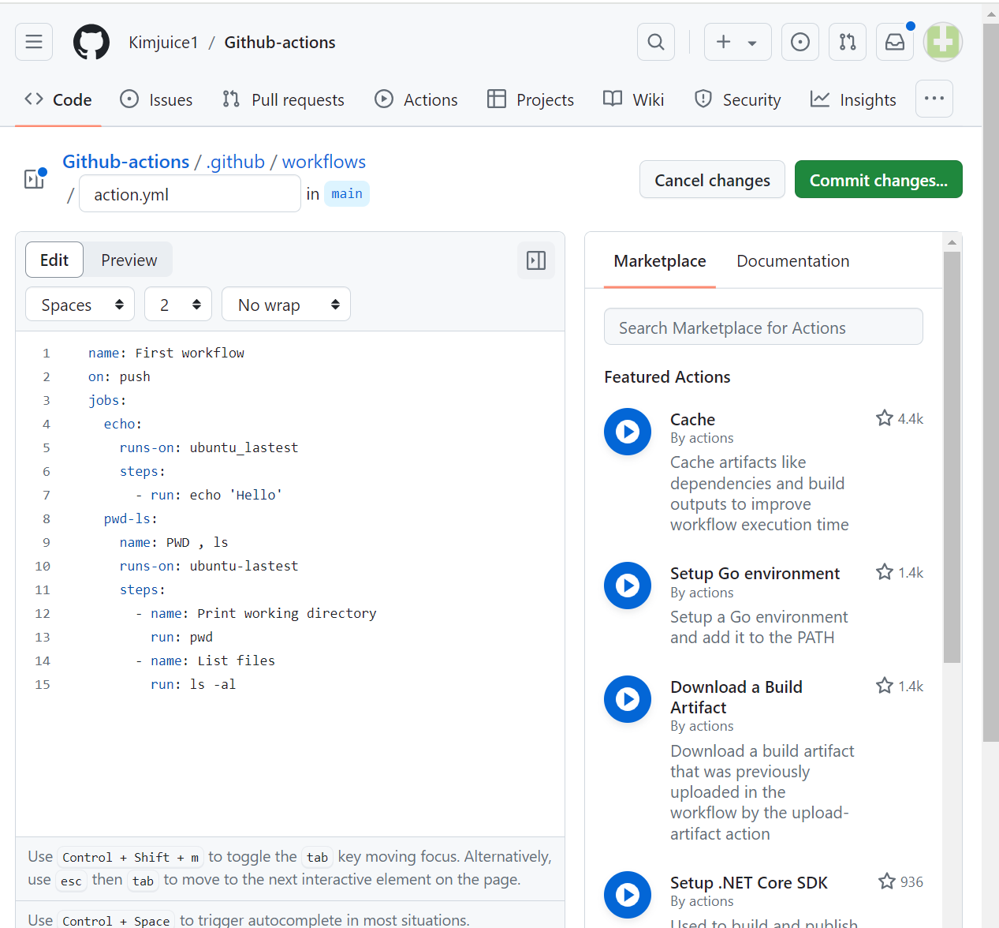 Kimjuice1 / Github-actions
Code Issues Pull requests Actions Projects Wiki Security Insights
Github-actions / .github / workflows
/ action.yml in main
Cancel changes Commit changes...
Edit Preview
Spaces 2 No wrap
1 name: First workflow
2 on: push
3 jobs:
4   echo:
5     runs-on: ubuntu_lastest
6     steps:
7       - run: echo 'Hello'
8   pwd-ls:
9     name: PWD , ls
10     runs-on: ubuntu-lastest
11     steps:
12       - name: Print working directory
13         run: pwd
14       - name: List files
15         run: ls -al
Use Control + Shift + m to toggle the tab key moving focus. Alternatively,
use esc then tab to move to the next interactive element on the page.
Use Control + Space to trigger autocomplete in most situations.
Marketplace Documentation
Search Marketplace for Actions
Featured Actions
Cache 4.4k
By actions
Cache artifacts like
dependencies and build
outputs to improve
workflow execution time
Setup Go environment 1.4k
By actions
Setup a Go environment
and add it to the PATH
Download a Build 1.4k
Artifact
By actions
Download a build artifact
that was previously
uploaded in the
workflow by the upload-
artifact action
Setup .NET Core SDK 936
By actions
Used to build and publish